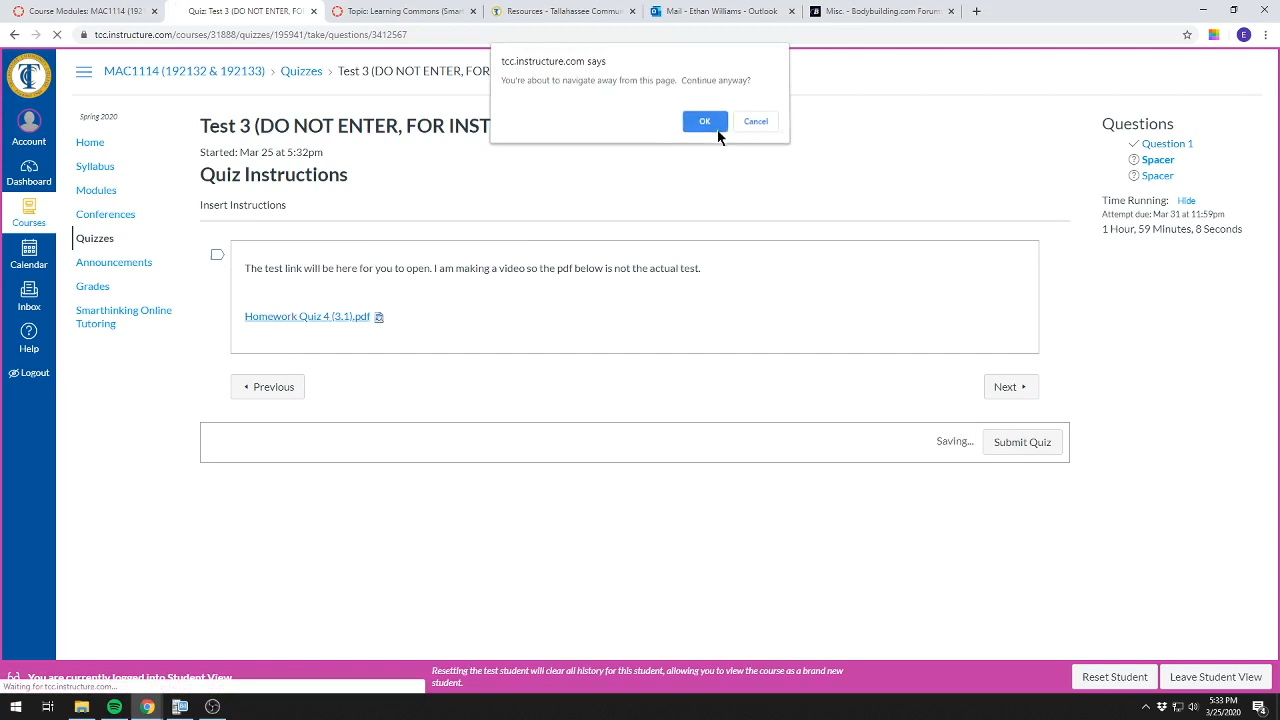 Course Modules: MAC1114 (192
Quiz: Test 3 (DO NOT ENTER, FO
Topic: Learning Commons (Smar
Resources - Tallahassee Commun
Mail - Ethan Williams - Outlook
Misc. - Bodybuilding.com Forum
tcc.instructure.com/courses/31888/quizzes/195941/take/questions/3412567
E
tcc.instructure.com says
You're about to navigate away from this page. Continue anyway?
OK
Cancel
MAC1114 (192132 & 192133) › Quizzes › Test 3 (DO NOT ENTER, FOR
Account
Dashboard
Courses
Calendar
Inbox
Help
Logout
Spring 2020
Home
Syllabus
Modules
Conferences
Quizzes
Announcements
Grades
Smarthinking Online
Tutoring
Test 3 (DO NOT ENTER, FOR INST
Started: Mar 25 at 5:32pm
Quiz Instructions
Insert Instructions
The test link will be here for you to open. I am making a video so the pdf below is not the actual test.
Homework Quiz 4 (3.1).pdf
Previous
Next
Saving...
Submit Quiz
Questions
Question 1
Spacer
Spacer
Time Running: Hide
Attempt due: Mar 31 at 11:59pm
1 Hour, 59 Minutes, 8 Seconds
You are currently logged into Student View
Resetting the test student will clear all history for this student, allowing you to view the course as a brand new
student.
Reset Student
Leave Student View
Waiting for tcc.instructure.com...
5:33 PM
3/25/2020